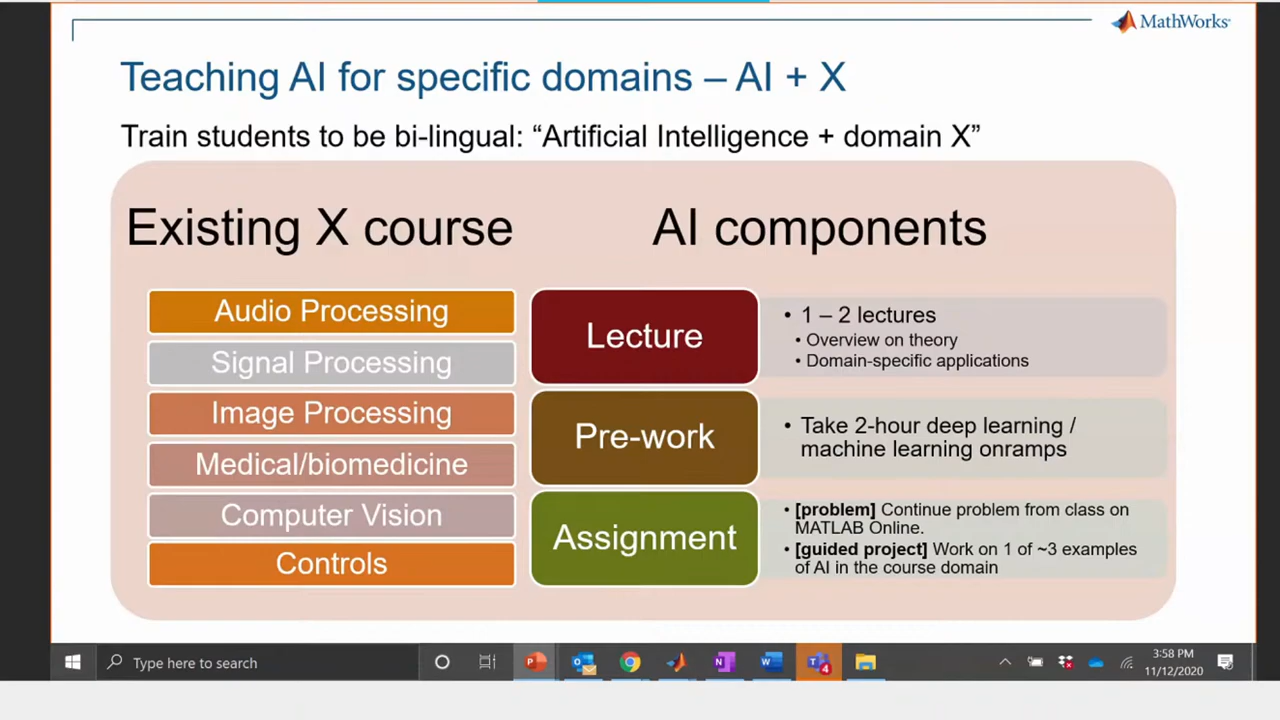 MathWorks
Teaching AI for specific domains – AI + X
Train students to be bi-lingual: “Artificial Intelligence + domain X”
Existing X course
AI components
Audio Processing
Signal Processing
Image Processing
Medical/biomedicine
Computer Vision
Controls
Lecture
• 1 – 2 lectures
• Overview on theory
• Domain-specific applications
Pre-work
• Take 2-hour deep learning /
machine learning onramps
Assignment
• [problem] Continue problem from class on
MATLAB Online.
• [guided project] Work on 1 of ~3 examples
of AI in the course domain
Type here to search
4
3:58 PM
11/12/2020